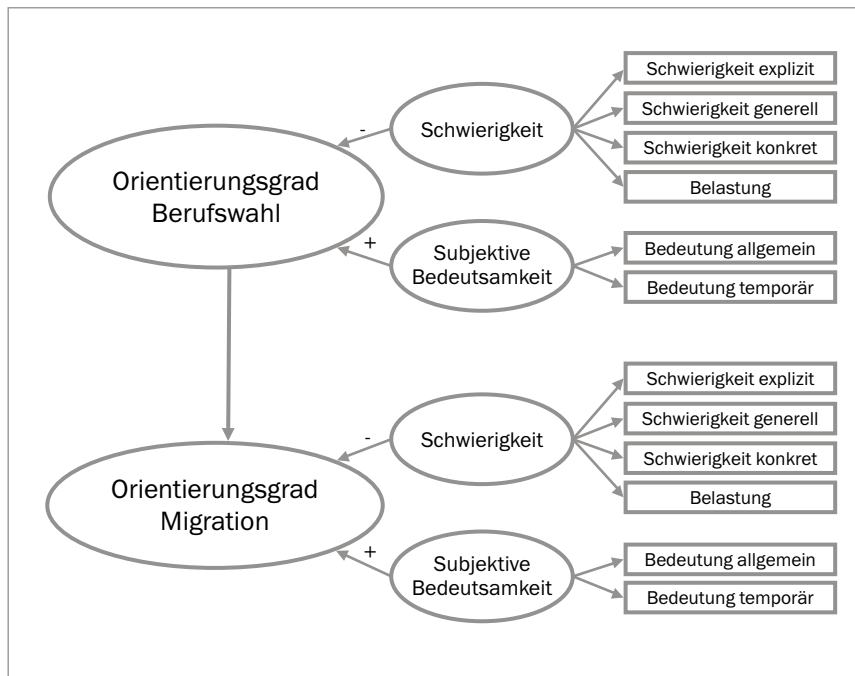 Orientierungsgrad
Berufswahl
-
Schwierigkeit
Schwierigkeit explizit
Schwierigkeit generell
Schwierigkeit konkret
Belastung
+
Subjektive
Bedeutsamkeit
Bedeutung allgemein
Bedeutung temporär
Orientierungsgrad
Migration
-
Schwierigkeit
Schwierigkeit explizit
Schwierigkeit generell
Schwierigkeit konkret
Belastung
+
Subjektive
Bedeutsamkeit
Bedeutung allgemein
Bedeutung temporär